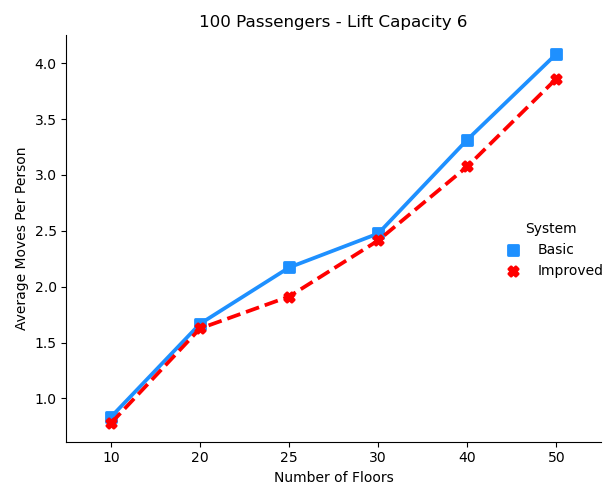 100 Passengers - Lift Capacity 6
Average Moves Per Person
4.0
3.5
3.0
2.5
2.0
1.5
1.0
System
Basic
Improved
10 20 25 30 40 50
Number of Floors